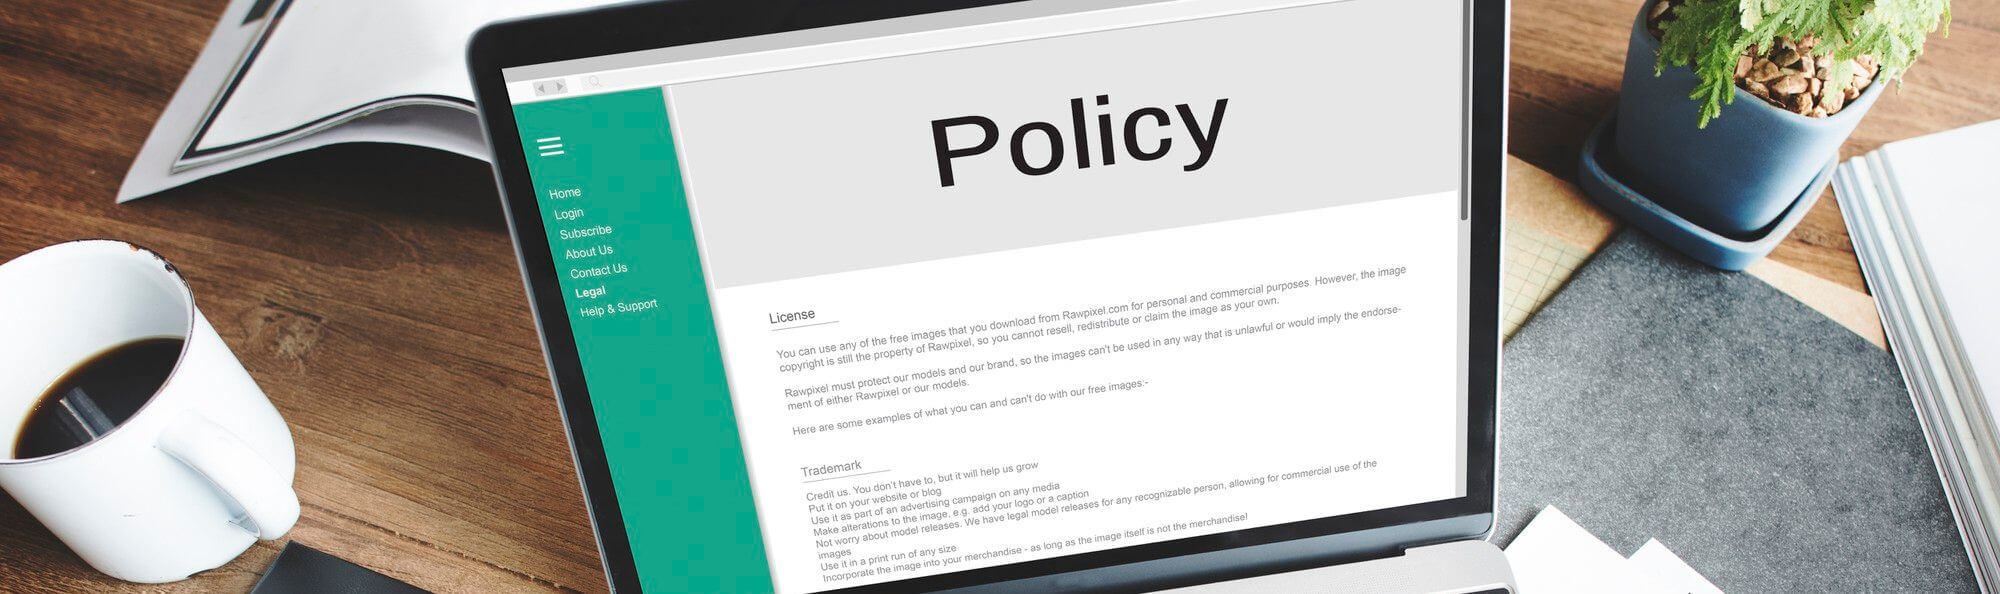 Policy
Home
Login
Subscribe
About Us
Contact Us
Legal
Help & Support
License
You can use any of the free images that you download from Rawpixel.com for personal and commercial purposes. However, the image
copyright is still the property of Rawpixel, so you cannot resell, redistribute or claim the image as your own.
Rawpixel must protect our models and our brand, so the images can't be used in any way that is unlawful or would imply the endorse-
ment of either Rawpixel or our models.
Here are some examples of what you can and can't do with our free images:-
Trademark
Credit us. You don't have to, but it will help us grow
Put it on your website or blog
Use it as part of an advertising campaign on any media
Make alterations to the image, e.g. add your logo or a caption
Not worry about model releases. We have legal model releases for any recognizable person, allowing for commercial use of the
images
Use it in a print run of any size
Incorporate the image into your merchandise - as long as the image itself is not the merchandise!